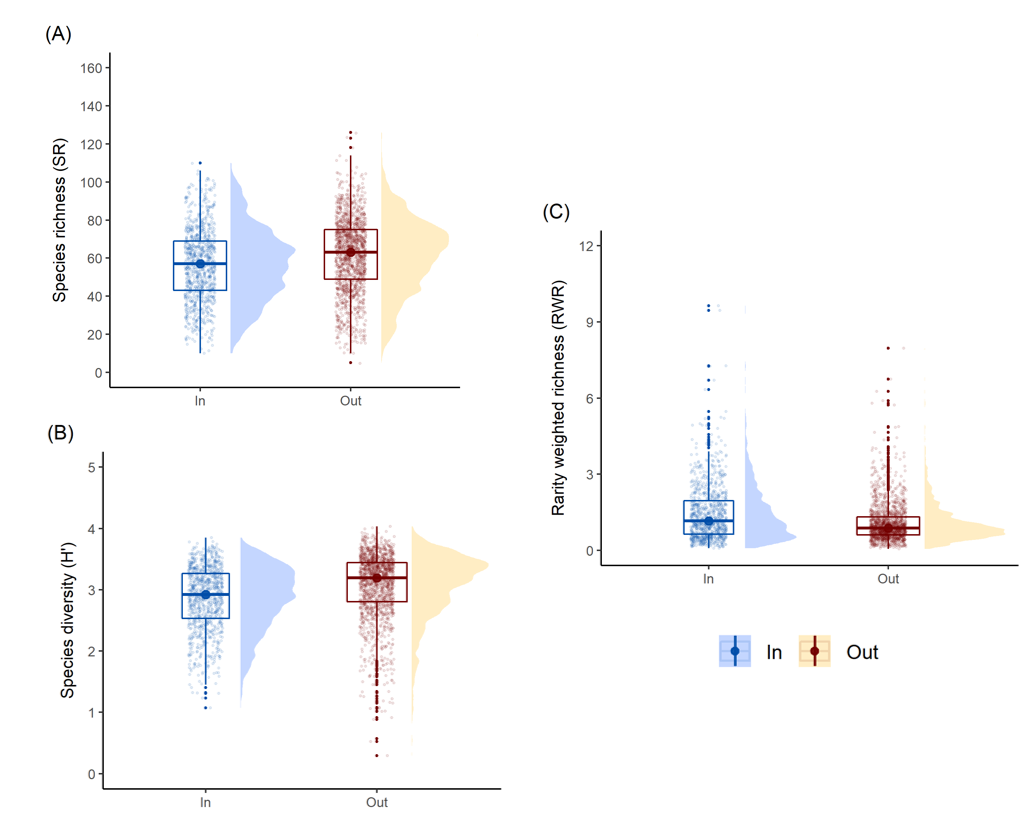 (A)
Species richness (SR)
160
140
120
100
80
60
40
20
0
In
Out
(B)
Species diversity (H')
5
4
3
2
1
0
In
Out
(C)
Rarity weighted richness (RWR)
12
9
6
3
0
In
Out
In
Out